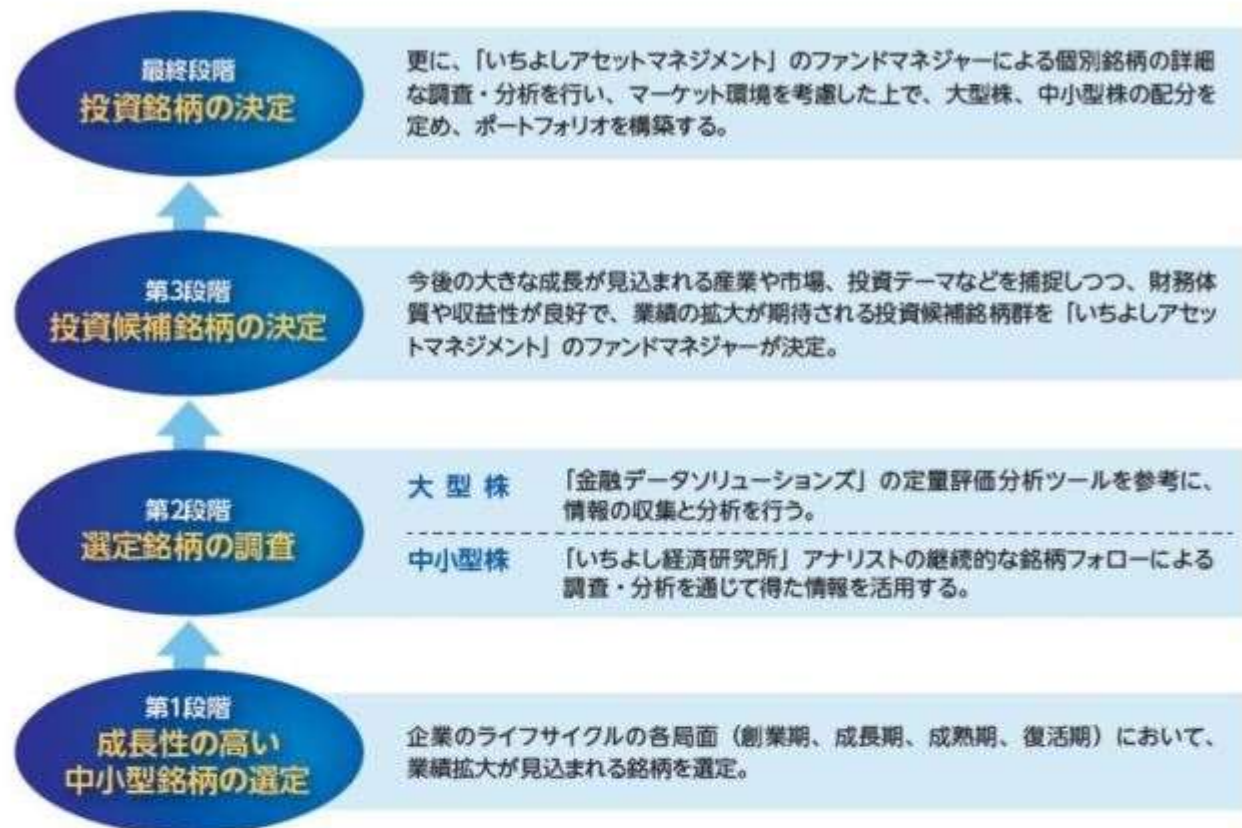 最終段階
投資銘柄の決定
更に、「いちよしアセットマネジメント」のファンドマネジャーによる個別銘柄の詳細
な調査・分析を行い、マーケット環境を考慮した上で、大型株、中小型株の配分を
定め、ポートフォリオを構築する。
第3段階
投資候補銘柄の決定
今後の大きな成長が見込まれる産業や市場、投資テーマなどを捕捉しつつ、財務体
質や収益性が良好で、業績の拡大が期待される投資候補銘柄群を「いちよしアセッ
トマネジメント」のファンドマネジャーが決定。
第2段階
選定銘柄の調査
大型株 「金融データソリューションズ」の定量評価分析ツールを参考に、
情報の収集と分析を行う。
中小型株 「いちよし経済研究所」アナリストの継続的な銘柄フォローによる
調査・分析を通じて得た情報を活用する。
第1段階
成長性の高い
中小型銘柄の選定
企業のライフサイクルの各局面（創業期、成長期、成熟期、復活期）において、
業績拡大が見込まれる銘柄を選定。